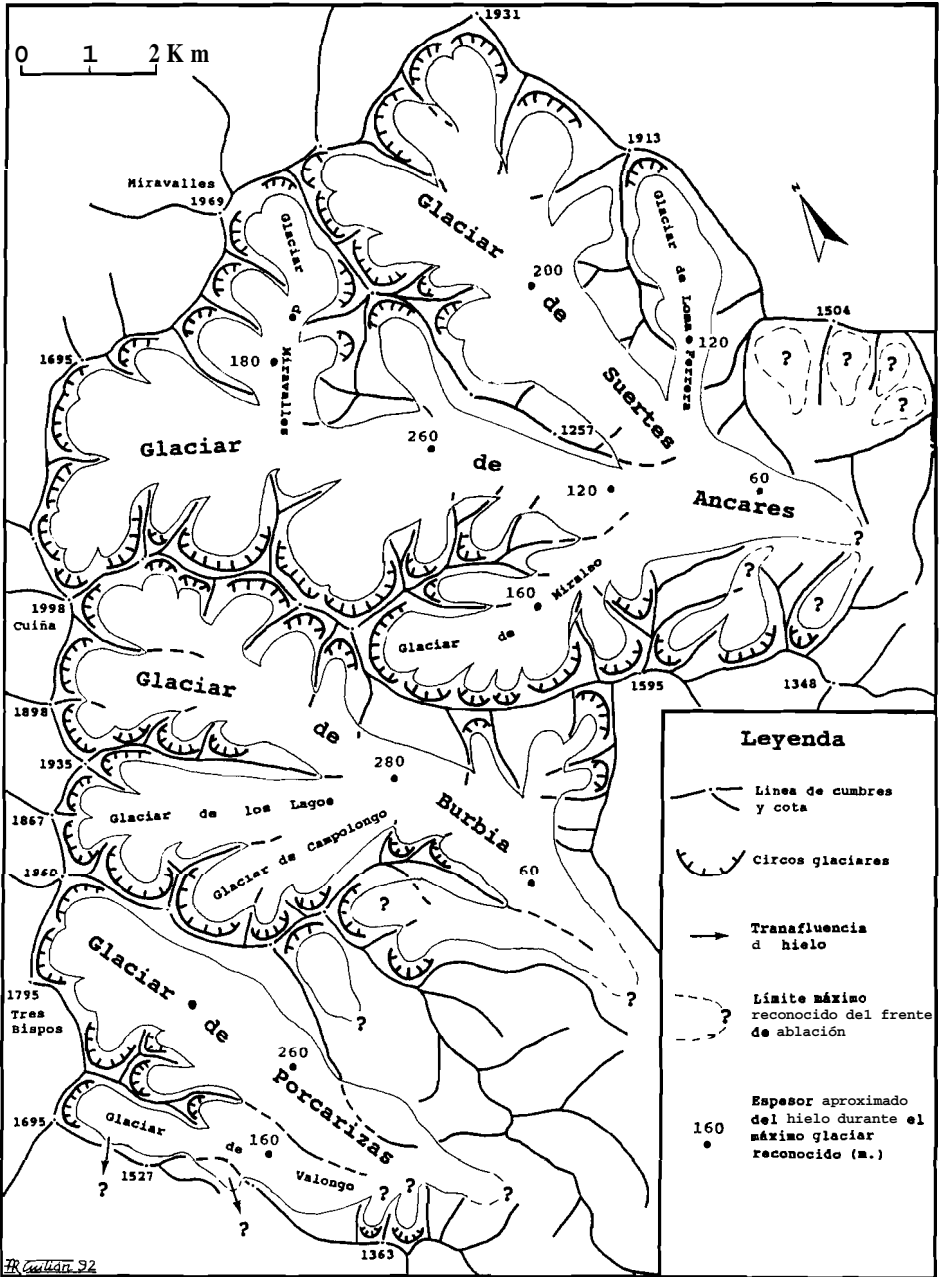 1931
0 1 2 Km
1913
Miravalles
1969
Glaciar
de
Miravalles
180
Glaciar
de
Suertes
200
Glaciar de Loma Ferrera
120
z
1504
?
?
?
?
1695
Glaciar
de
Ancares
260
1257
120
60
?
?
?
1998
Cuiña
160
Glaciar de Miralso
1595
1348
Glaciar
de
Burbia
1898
1935
280
1867
Glaciar de los Lagos
Glaciar de Campolongo
60
1960
?
?
?
Glaciar
de
Porcarizas
1795
Tres
Bispos
260
1695
Glaciar
de
Valongo
160
?
1527
?
?
?
?
1363
Leyenda
Linea de cumbres
y cota
Circos glaciares
Tranafluencia
d hielo
Límite máximo
reconocido del frente
de ablación
?
Espesor aproximado
del hielo durante el
máximo glaciar
reconocido (m.)
160
92